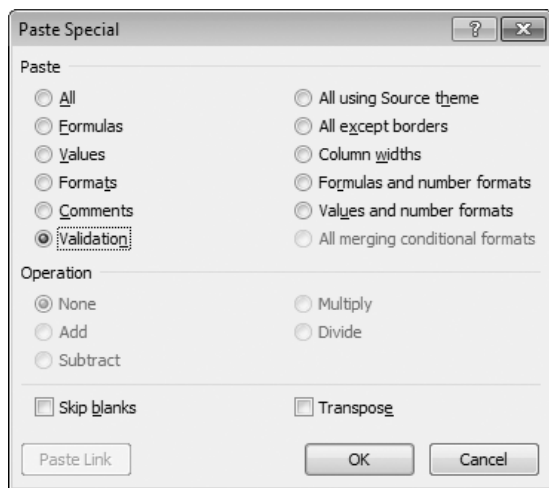 Paste Special
Paste
All
All using Source theme
Formulas
All except borders
Values
Column widths
Formats
Formulas and number formats
Comments
Values and number formats
Validation
All merging conditional formats
Operation
None
Multiply
Add
Divide
Subtract
Skip blanks
Transpose
Paste Link
OK
Cancel